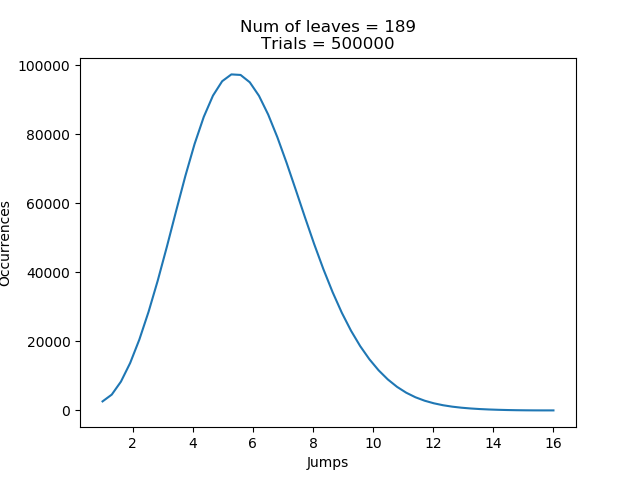 Num of leaves = 189
Trials = 500000
100000
80000
60000
40000
20000
0
Occurrences
2 4 6 8 10 12 14 16
Jumps